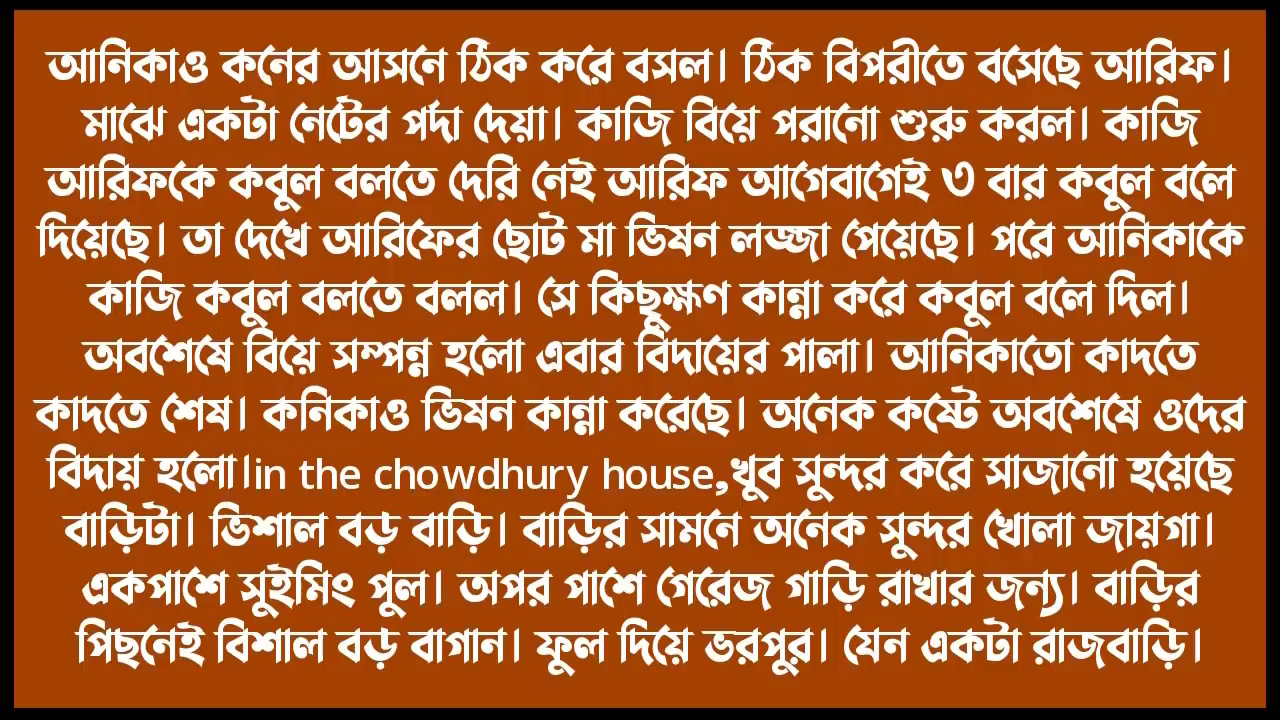 আনিকাও কনের আসনে ঠিক করে বসল। ঠিক বিপরীতে বসেছে আরিফ।
মাঝে একটা নেটের পর্দা দেয়া। কাজি বিয়ে পরানো শুরু করল। কাজি
আরিফকে কবুল বলতে দেরি নেই আরিফ আগেবাগেই ৩ বার কবুল বলে
দিয়েছে। তা দেখে আরিফের ছোট মা ভিষন লজ্জা পেয়েছে। পরে আনিকাকে
কাজি কবুল বলতে বলল। সে কিছুক্ষণ কান্না করে কবুল বলে দিল।
অবশেষে বিয়ে সম্পন্ন হলো এবার বিদায়ের পালা। আনিকাতো কাদতে
কাদতে শেষ। কনিকাও ভিষন কান্না করেছে। অনেক কষ্টে অবশেষে ওদের
বিদায় হলো।in the chowdhury house,খুব সুন্দর করে সাজানো হয়েছে
বাড়িটা। ভিশাল বড় বাড়ি। বাড়ির সামনে অনেক সুন্দর খোলা জায়গা।
একপাশে সুইমিং পুল। অপর পাশে গেরেজ গাড়ি রাখার জন্য। বাড়ির
পিছনেই বিশাল বড় বাগান। ফুল দিয়ে ভরপুর। যেন একটা রাজবাড়ি।